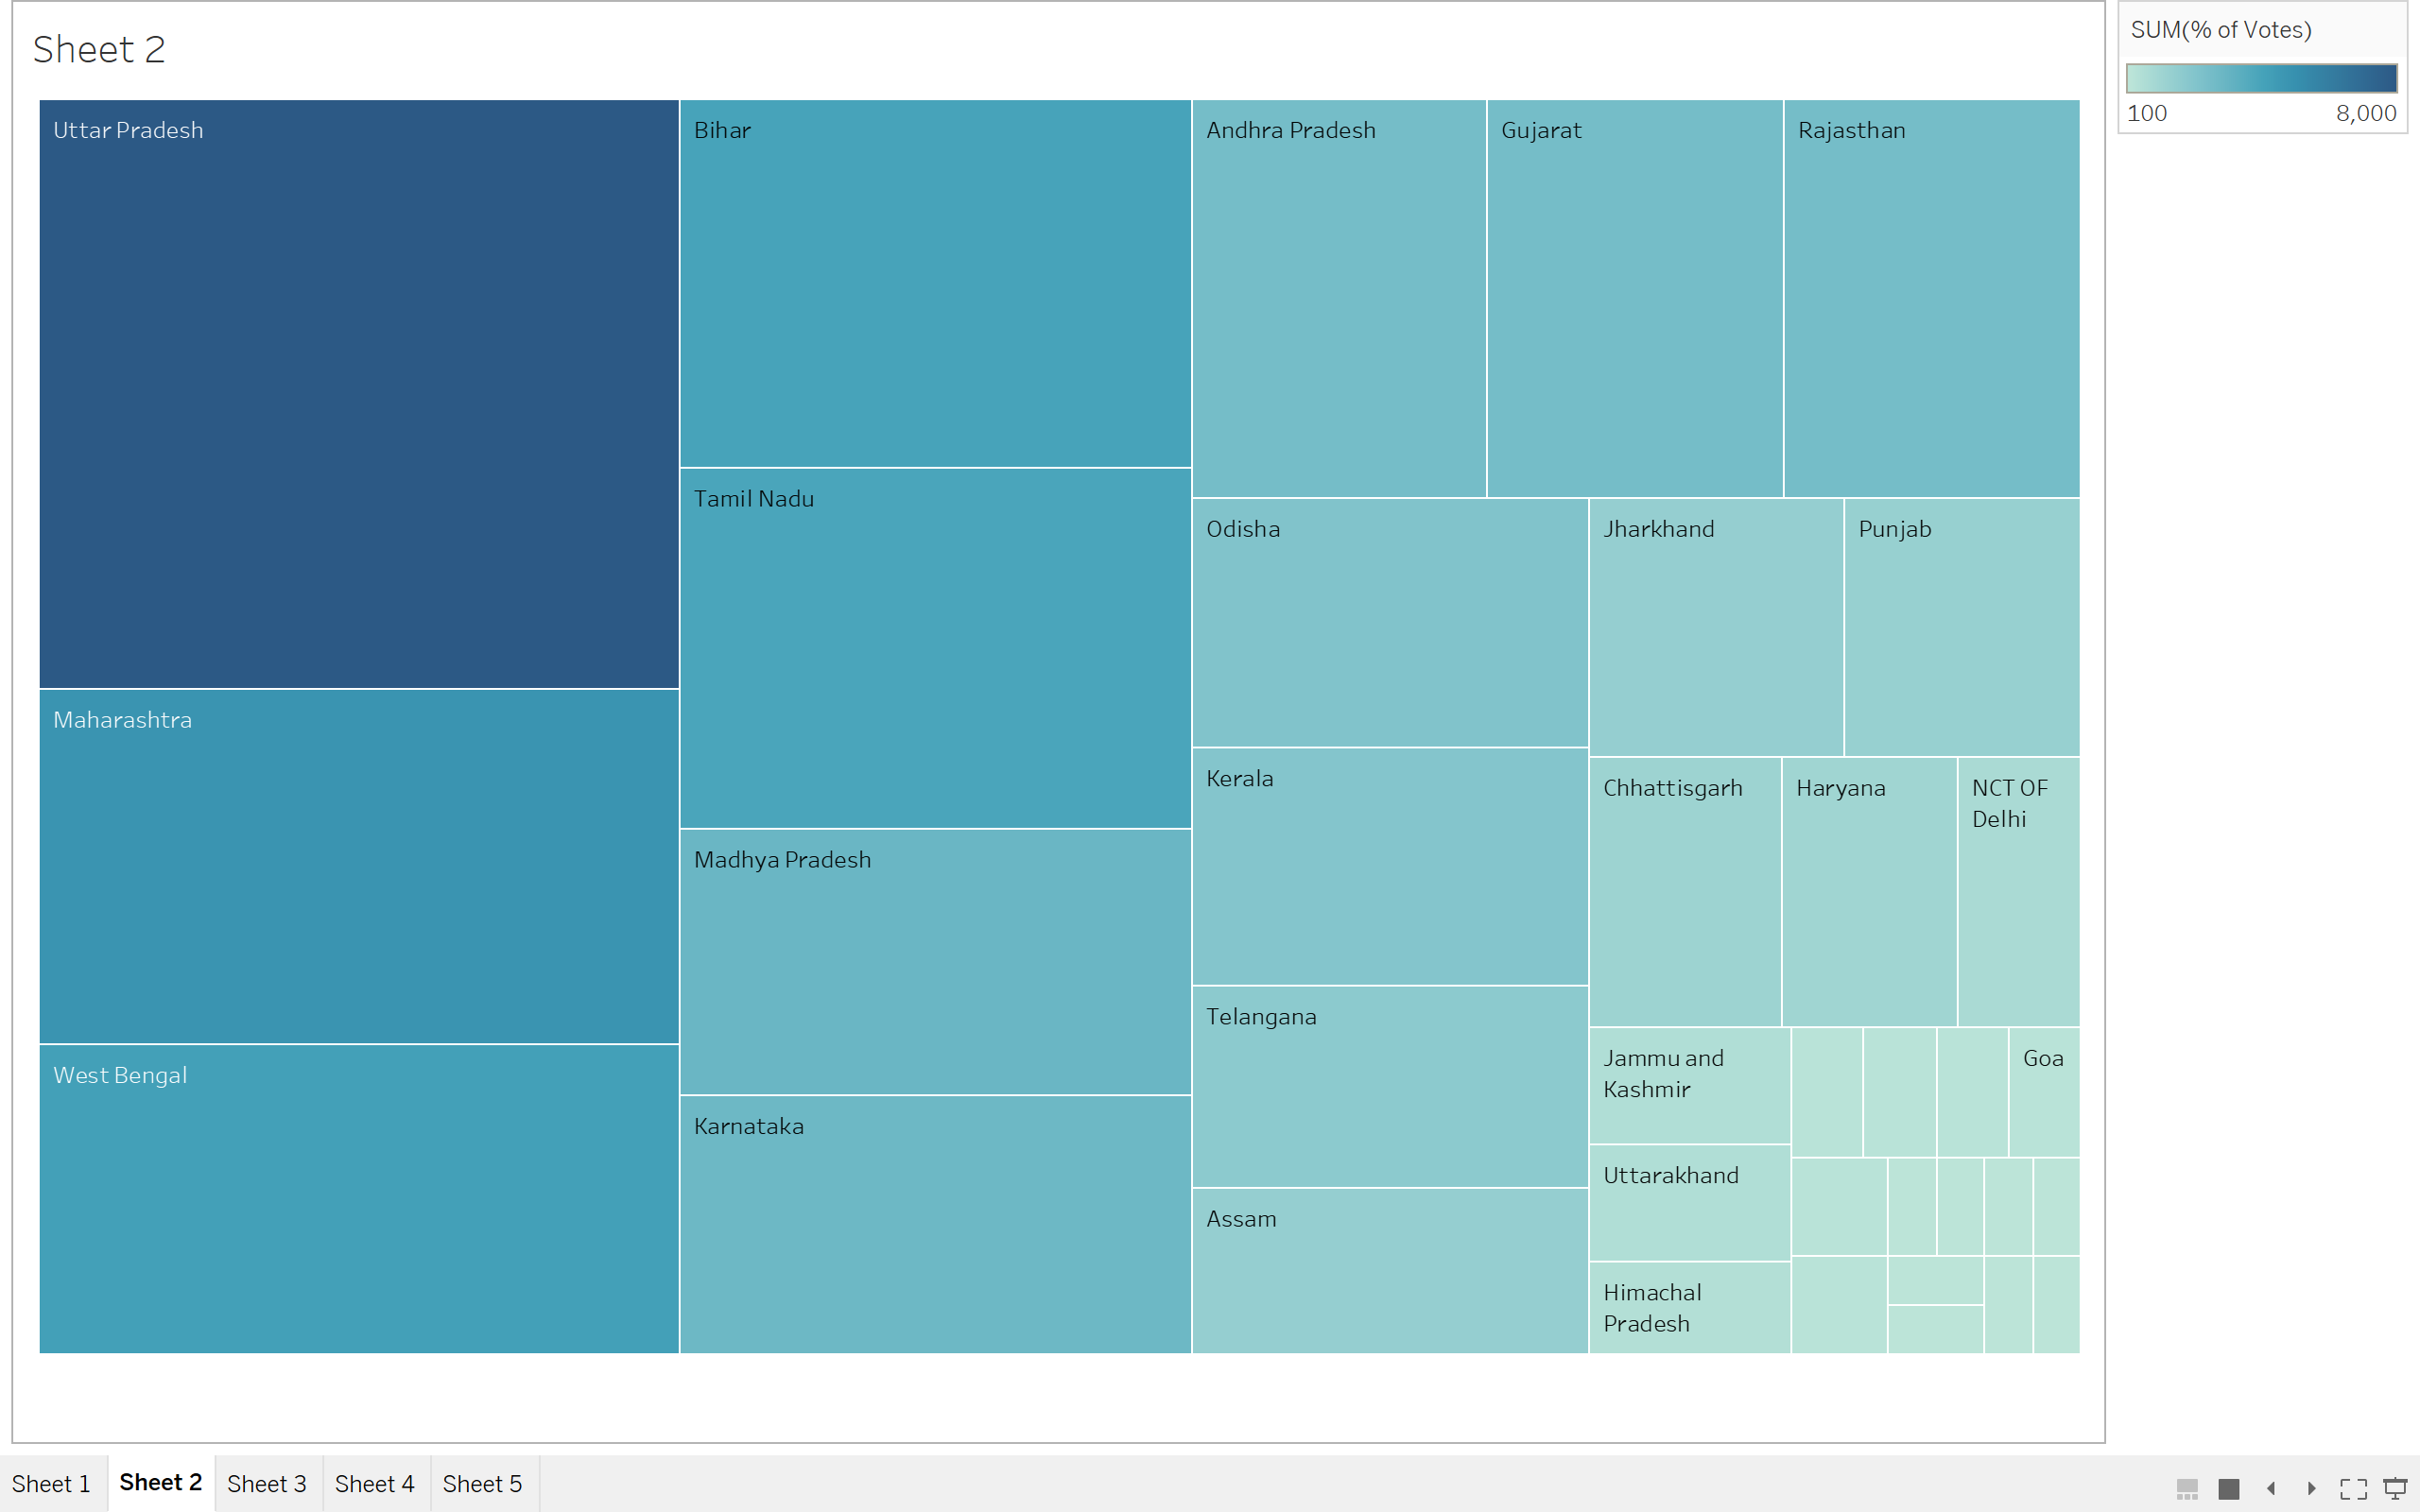 Sheet 2
SUM(% of Votes)
100 8,000
Uttar Pradesh
Bihar
Andhra Pradesh
Gujarat
Rajasthan
Tamil Nadu
Odisha
Jharkhand
Punjab
Maharashtra
Kerala
Chhattisgarh
Haryana
NCT OF
Delhi
Madhya Pradesh
Telangana
West Bengal
Jammu and
Kashmir
Goa
Karnataka
Uttarakhand
Assam
Himachal
Pradesh
Sheet 1 Sheet 2 Sheet 3 Sheet 4 Sheet 5